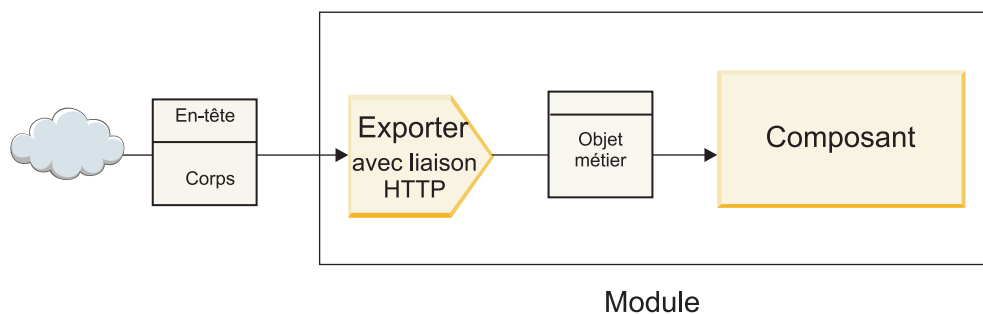 En-tête
Corps
Exporter
avec liaison
HTTP
Objet
métier
Composant
Module